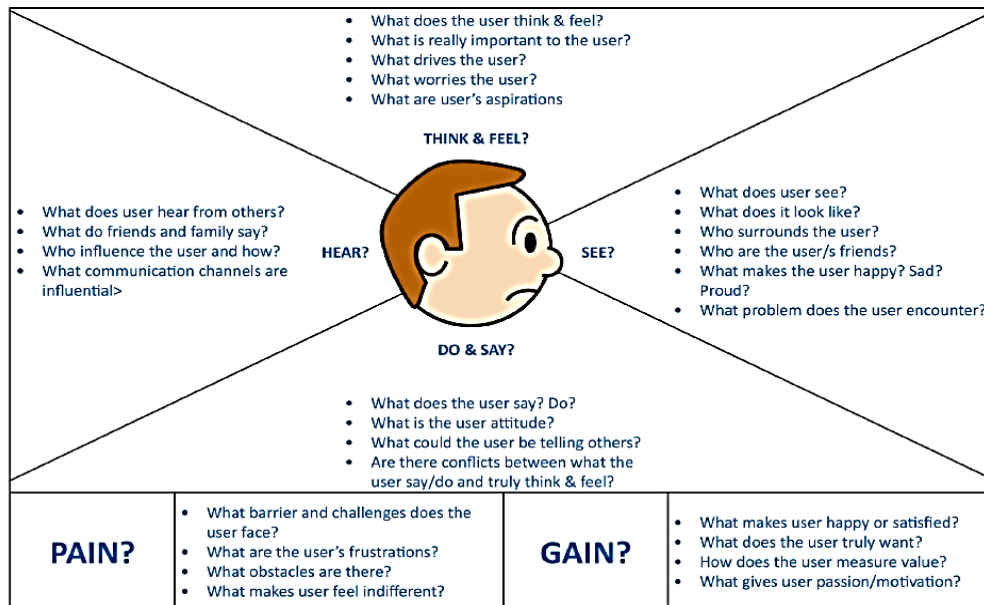 • What does the user think & feel?
• What is really important to the user?
• What drives the user?
• What worries the user?
• What are user's aspirations
THINK & FEEL?
• What does user hear from others?
• What do friends and family say?
• Who influence the user and how?
• What communication channels are
influential>
HEAR?
SEE?
• What does user see?
• What does it look like?
• Who surrounds the user?
• Who are the user/s friends?
• What makes the user happy? Sad?
Proud?
• What problem does the user encounter?
DO & SAY?
• What does the user say? Do?
• What is the user attitude?
• What could the user be telling others?
• Are there conflicts between what the
user say/do and truly think & feel?
PAIN?
• What barrier and challenges does the
user face?
• What are the user's frustrations?
• What obstacles are there?
• What makes user feel indifferent?
GAIN?
• What makes user happy or satisfied?
• What does the user truly want?
• How does the user measure value?
• What gives user passion/motivation?